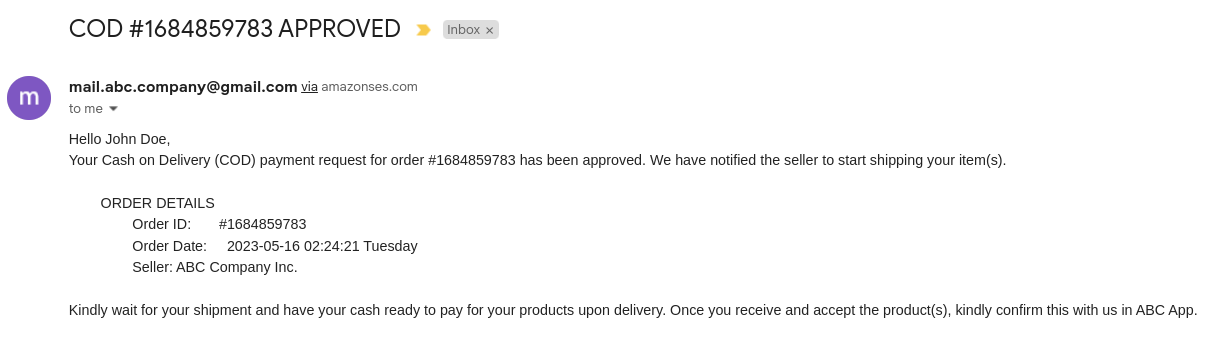 COD #1684859783 APPROVED Inbox ×
m
mail.abc.company@gmail.com via amazonses.com
to me
Hello John Doe,
Your Cash on Delivery (COD) payment request for order #1684859783 has been approved. We have notified the seller to start shipping your item(s).
ORDER DETAILS
Order ID: #1684859783
Order Date: 2023-05-16 02:24:21 Tuesday
Seller: ABC Company Inc.
Kindly wait for your shipment and have your cash ready to pay for your products upon delivery. Once you receive and accept the product(s), kindly confirm this with us in ABC App.